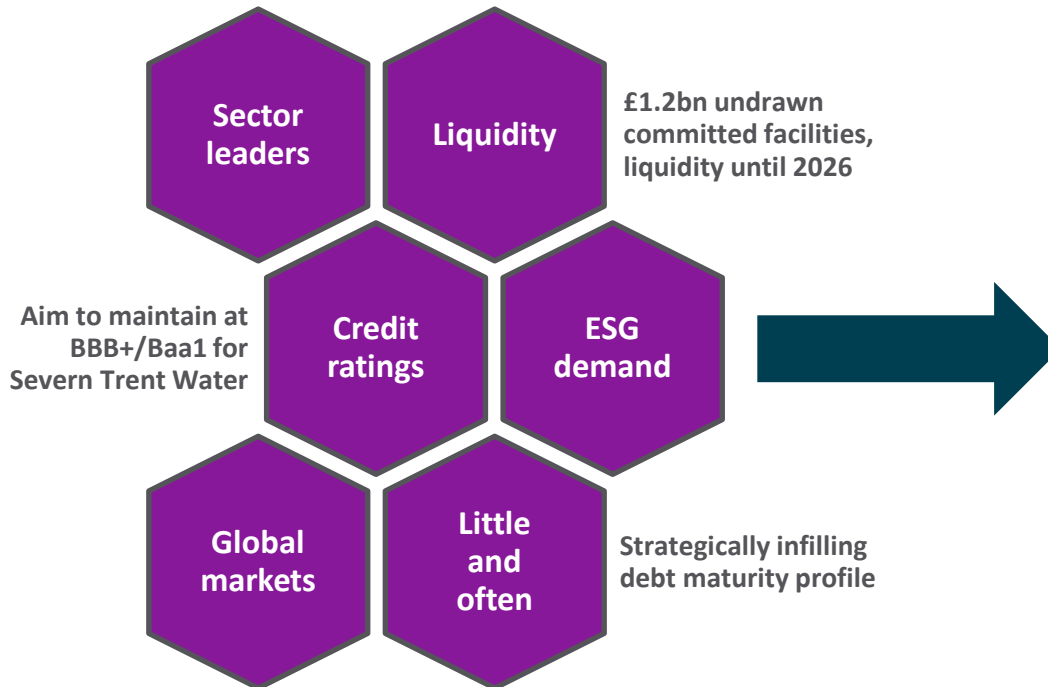 Sector
leaders
Liquidity
£1.2bn undrawn
committed facilities,
liquidity until 2026
Aim to maintain at
BBB+/Baa1 for
Severn Trent Water
Credit
ratings
ESG
demand
Global
markets
Little
and
often
Strategically infilling
debt maturity profile